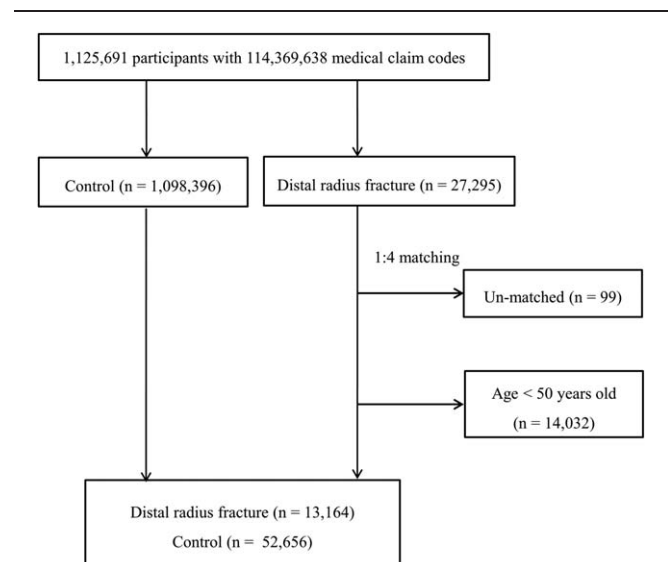 1,125,691 participants with 114,369,638 medical claim codes
Control (n = 1,098,396)
Distal radius fracture (n = 27,295)
1:4 matching
Un-matched (n = 99)
Age < 50 years old
(n = 14,032)
Distal radius fracture (n = 13,164)
Control (n = 52,656)